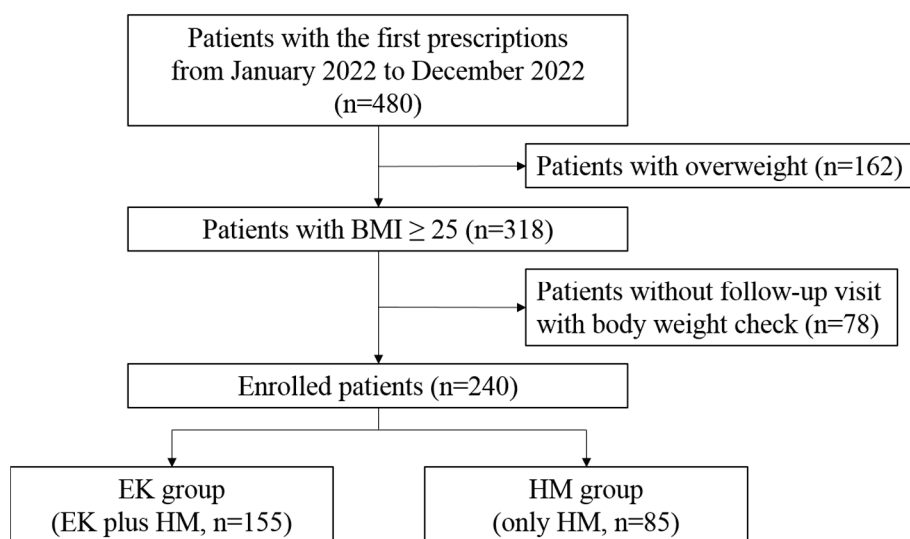 Patients with the first prescriptions
from January 2022 to December 2022
(n=480)
Patients with overweight (n=162)
Patients with BMI ≥ 25 (n=318)
Patients without follow-up visit
with body weight check (n=78)
Enrolled patients (n=240)
EK group
(EK plus HM, n=155)
HM group
(only HM, n=85)